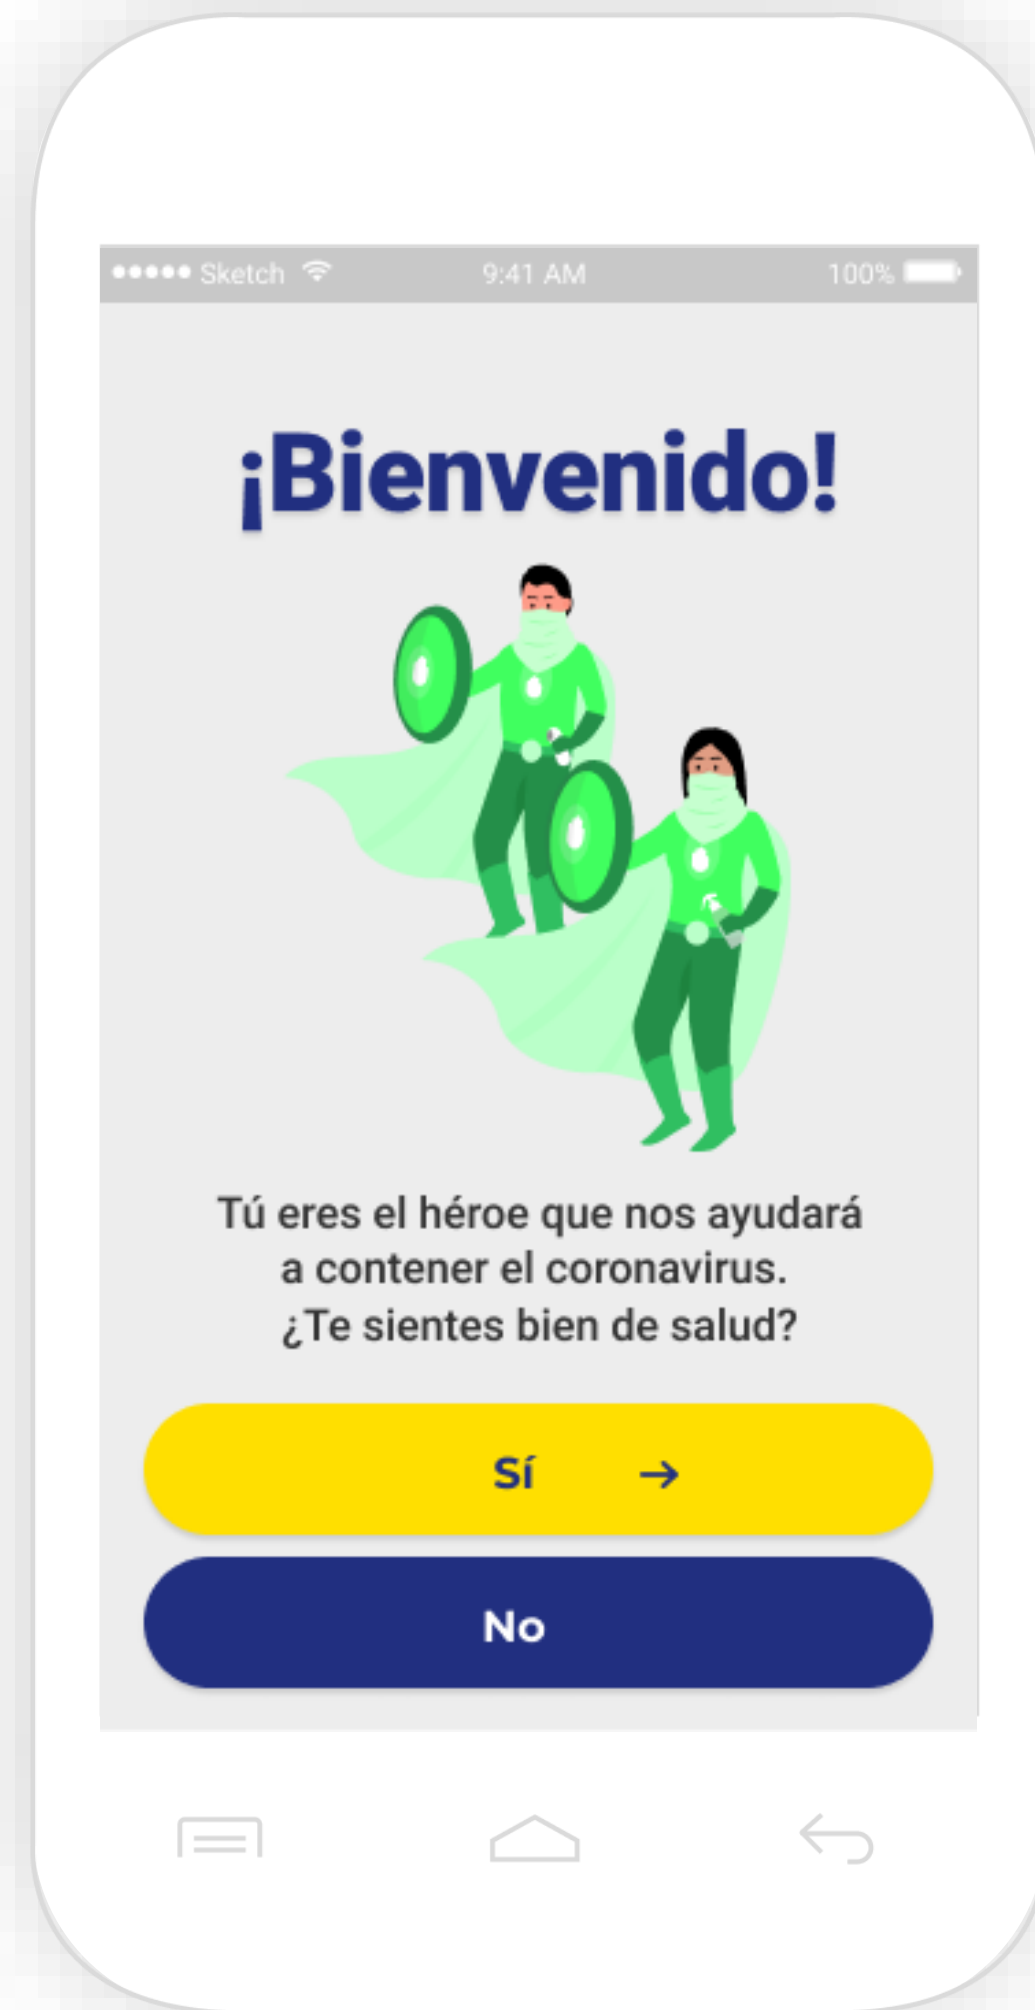 Sketch 9:41 AM 100%
¡Bienvenido!
Tú eres el héroe que nos ayudará
a contener el coronavirus.
¿Te sientes bien de salud?
Sí →
No